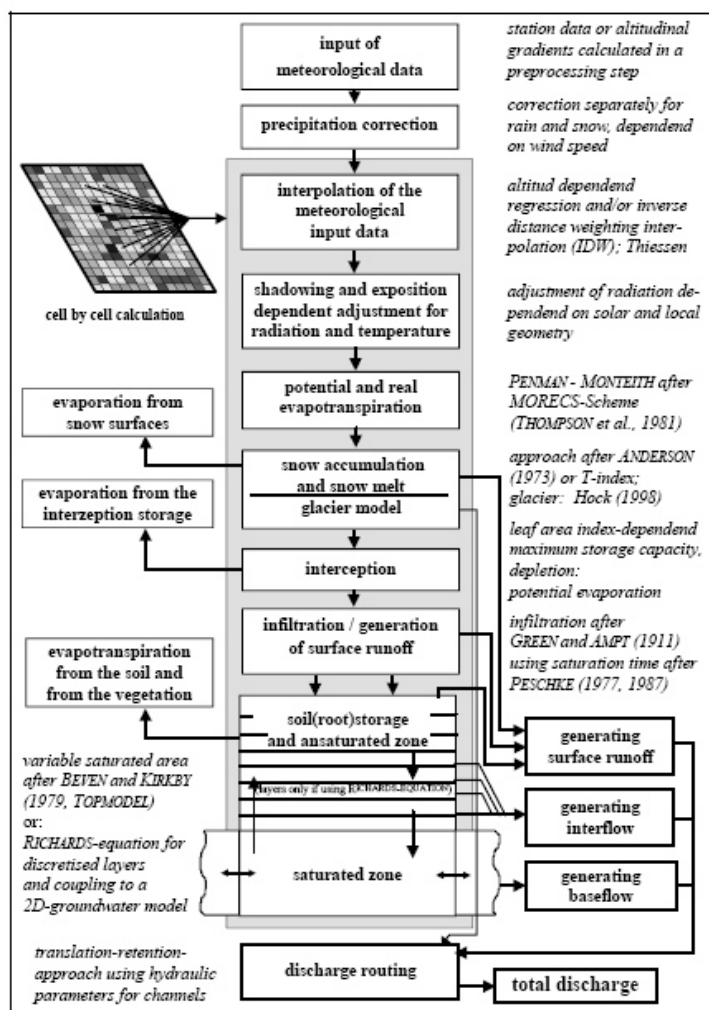 input of
meteorological data
station data or altitudinal
gradients calculated in a
preprocessing step
precipitation correction
correction separately for
rain and snow, dependend
on wind speed
cell by cell calculation
interpolation of the
meteorological
input data
altitud dependend
regression and/or inverse
distance weighting inter-
polation (IDW); Thiessen
shadowing and exposition
dependent adjustment for
radiation and temperature
adjustment of radiation de-
pendend on solar and local
geometry
potential and real
evapotranspiration
PENMAN - MONTEITH after
MORECS-Scheme
(THOMPSON et al., 1981)
evaporation from
snow surfaces
snow accumulation
and snow melt
glacier model
approach after ANDERSON
(1973) or T-index;
glacier: Hock (1998)
evaporation from the
interzeption storage
interception
leaf area index-dependend
maximum storage capacity,
depletion:
potential evaporation
infiltration / generation
of surface runoff
infiltration after
GREEN and AMPT (1911)
using saturation time after
PESCHKE (1977, 1987)
evapotranspiration
from the soil and
from the vegetation
soil(root)storage
and ansaturated zone
(layers only if using RICHARDS-EQUATION)
generating
surface runoff
variable saturated area
after BEVEN and KIRKBY
(1979, TOPMODEL)
or:
RICHARDS-equation for
discretised layers
and coupling to a
2D-groundwater model
generating
interflow
saturated zone
generating
baseflow
translation-retention-
approach using hydraulic
parameters for channels
discharge routing
total discharge